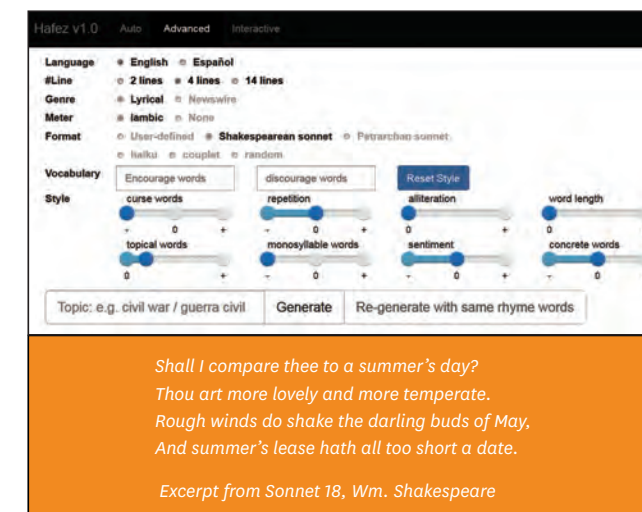 Hafez v1.0 Auto Advanced Interactive
Language English Español
#Line 2 lines 4 lines 14 lines
Genre Lyrical Newswire
Meter Iambic None
Format User-defined Shakespearean sonnet Petrarchan sonnet
haiku couplet random
Vocabulary Encourage words discourage words Reset Style
Style curse words repetition alliteration word length
- 0 + - 0 + - 0 + 0
topical words monosyllable words sentiment concrete words
0 + - 0 + - 0 + - 0
Topic: e.g. civil war / guerra civil Generate Re-generate with same rhyme words
Shall I compare thee to a summer's day?
Thou art more lovely and more temperate.
Rough winds do shake the darling buds of May,
And summer's lease hath all too short a date.
Excerpt from Sonnet 18, Wm. Shakespeare